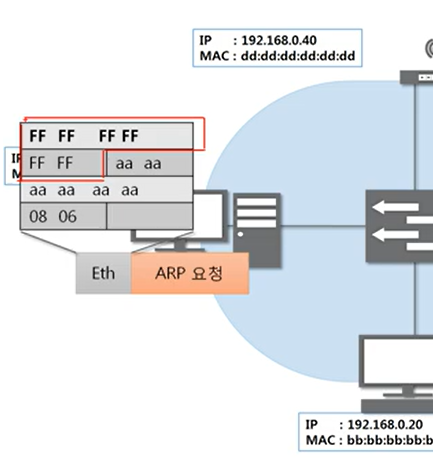 IP : 192.168.0.40
MAC : dd:dd:dd:dd:dd:dd
FF FF FF FF
FF FF aa aa
aa aa aa aa
08 06
Eth ARP 요청
IP : 192.168.0.20
MAC : bb:bb:bb:bb:b